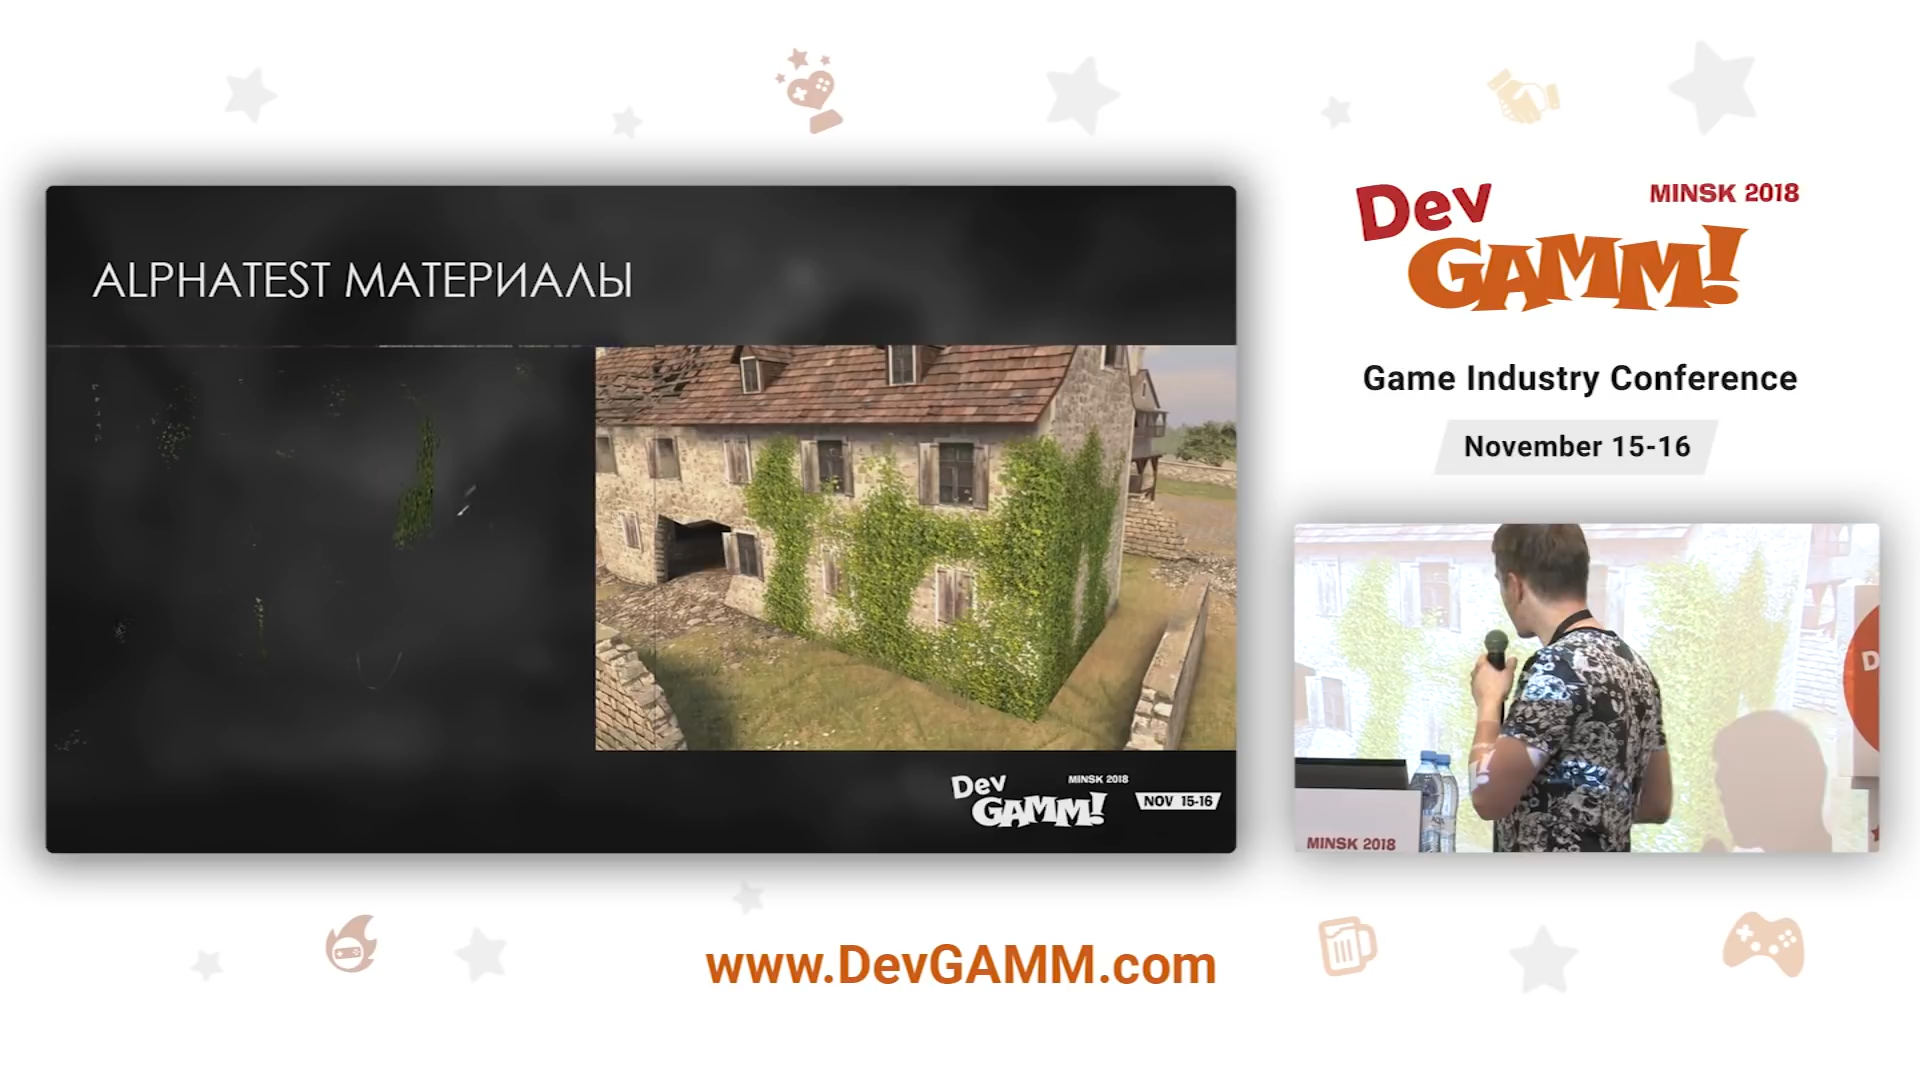 ALPHATEST МАТЕРИАЛЫ
Dev
GAMM!
MINSK 2018
NOV 15-16
Dev
GAMM!
MINSK 2018
Game Industry Conference
November 15-16
MINSK 2018
D
www.DevGAMM.com